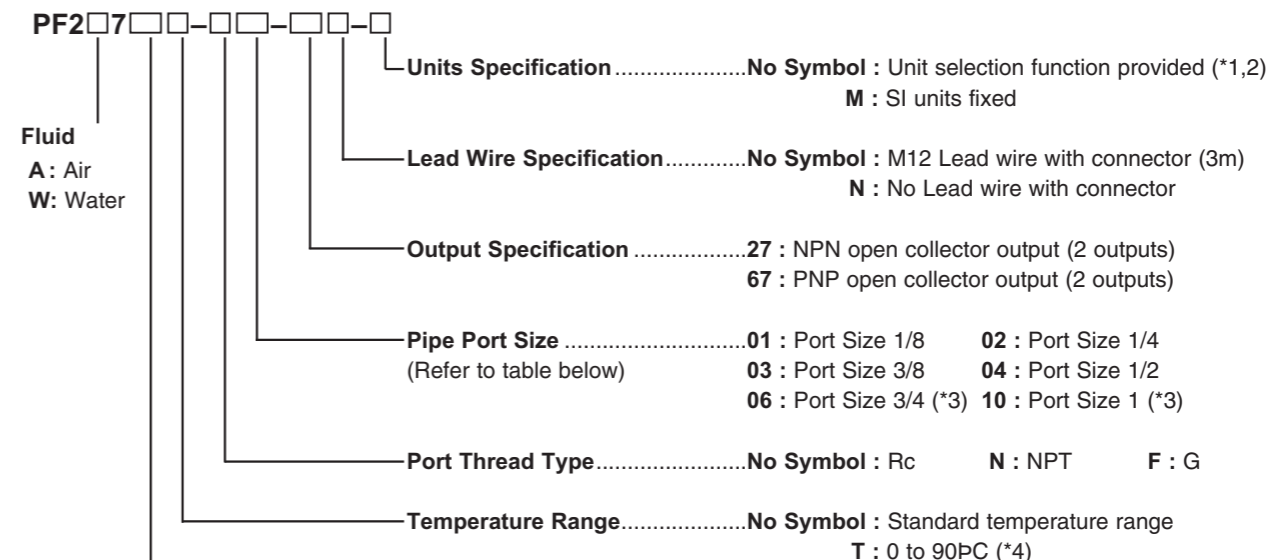 PF2□7□□–□□–□□–□
Units Specification.....................No Symbol : Unit selection function provided (*1,2)
M : SI units fixed
Fluid
A : Air
W: Water
Lead Wire Specification.............No Symbol : M12 Lead wire with connector (3m)
N : No Lead wire with connector
Output Specification ..................27 : NPN open collector output (2 outputs)
67 : PNP open collector output (2 outputs)
Pipe Port Size ........................01 : Port Size 1/8 02 : Port Size 1/4
(Refer to table below) 03 : Port Size 3/8 04 : Port Size 1/2
06 : Port Size 3/4 (*3) 10 : Port Size 1 (*3)
Port Thread Type........................No Symbol : Rc N : NPT F : G
Temperature Range....................No Symbol : Standard temperature range
T : 0 to 90ÞC (*4)